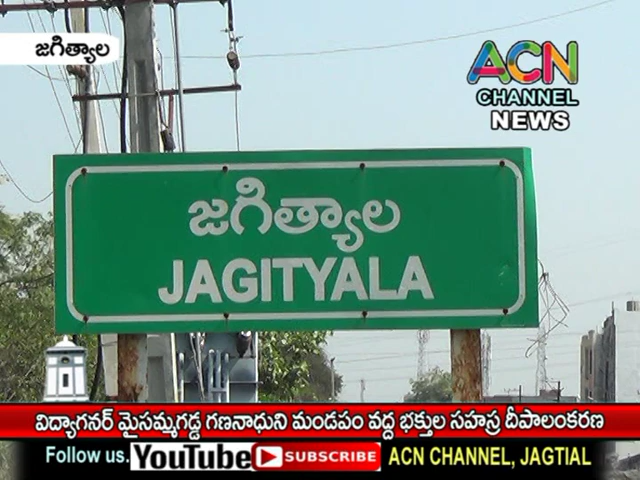 జగిత్యాల
ACN
CHANNEL
NEWS
జగిత్యాల
JAGITYALA
విద్యాగనర్ మైసమ్మగడ్డ గణనాధుని మండపం వద్ద భక్తుల సహస్ర దీపాలంకరణ
Follow us. YouTube SUBSCRIBE ACN CHANNEL, JAGTIAL